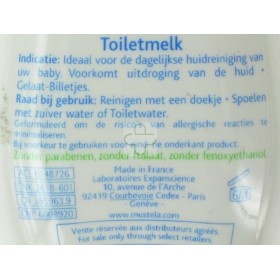 Toiletmelk
Indicatie: Ideaal voor de dagelijkse huidreiniging van
uw baby. Voorkomt uitdroging van de huid •
Gelaat-Billetjes.
Raad bij gebruik: Reinigen met een doekje • Spoelen
met zuiver water of Toiletwater.
Geformuleerd om de risico's van allergische reacties te
minimaliseren.
Bij voorkeur te gebruiken voor de onderkant product.
Zonder parabenen, zonder ftalaat, zonder fenoxyethanol.
Made in France
Laboratoires Expanscience
10, avenue de l'Arche
92419 Courbevoie Cedex - Paris
- Genève -
www.mustela.com
Vente réservée aux distributeurs agréés
For sale only through select retailers